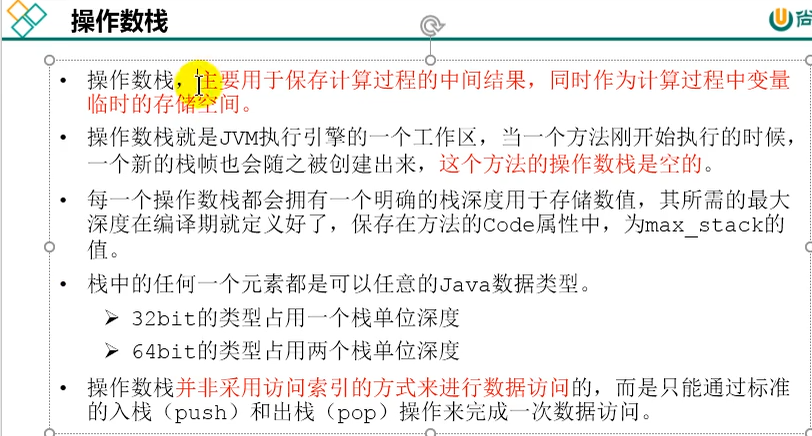 操作数栈
尚
• 操作数栈，主要用于保存计算过程的中间结果，同时作为计算过程中变量
临时的存储空间。
• 操作数栈就是JVM执行引擎的一个工作区，当一个方法刚开始执行的时候，
一个新的栈帧也会随之被创建出来，这个方法的操作数栈是空的。
• 每一个操作数栈都会拥有一个明确的栈深度用于存储数值，其所需的最大
深度在编译期就定义好了，保存在方法的Code属性中，为max_stack的
值。
• 栈中的任何一个元素都是可以任意的Java数据类型。
➢ 32bit的类型占用一个栈单位深度
➢ 64bit的类型占用两个栈单位深度
• 操作数栈并非采用访问索引的方式来进行数据访问的，而是只能通过标准
的入栈（push）和出栈（pop）操作来完成一次数据访问。